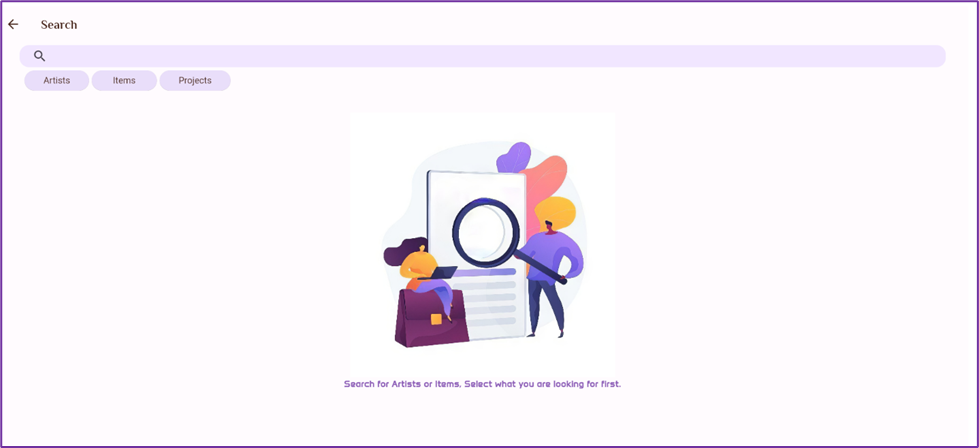 Search
Artists Items Projects
Search for Artists or Items. Select what you are looking for first.